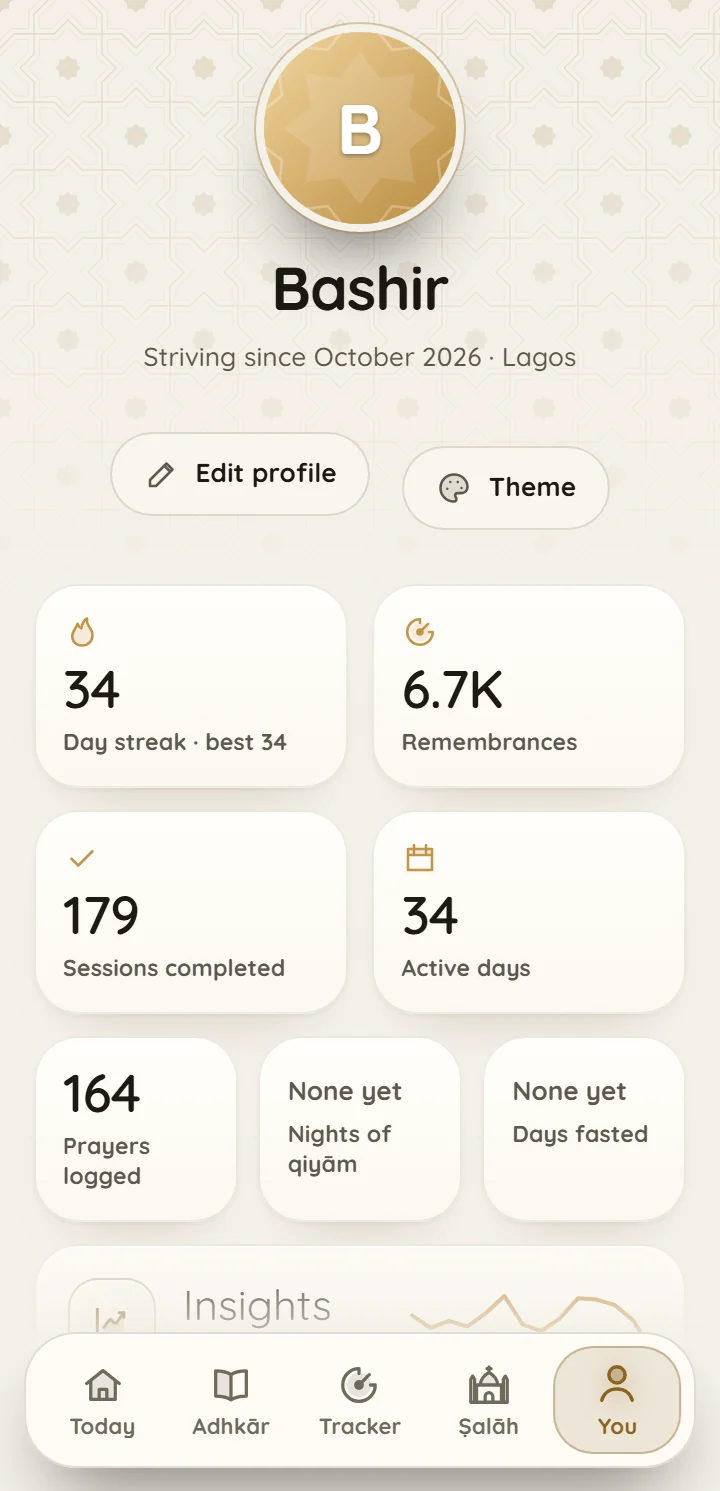 B
Bashir
Striving since October 2026 · Lagos
Edit profile
Theme
34
Day streak · best 34
6.7K
Remembrances
179
Sessions completed
34
Active days
164
Prayers
logged
None yet
Nights of
qiyām
None yet
Days fasted
Insights
Today
Adhkār
Tracker
Ṣalāh
You